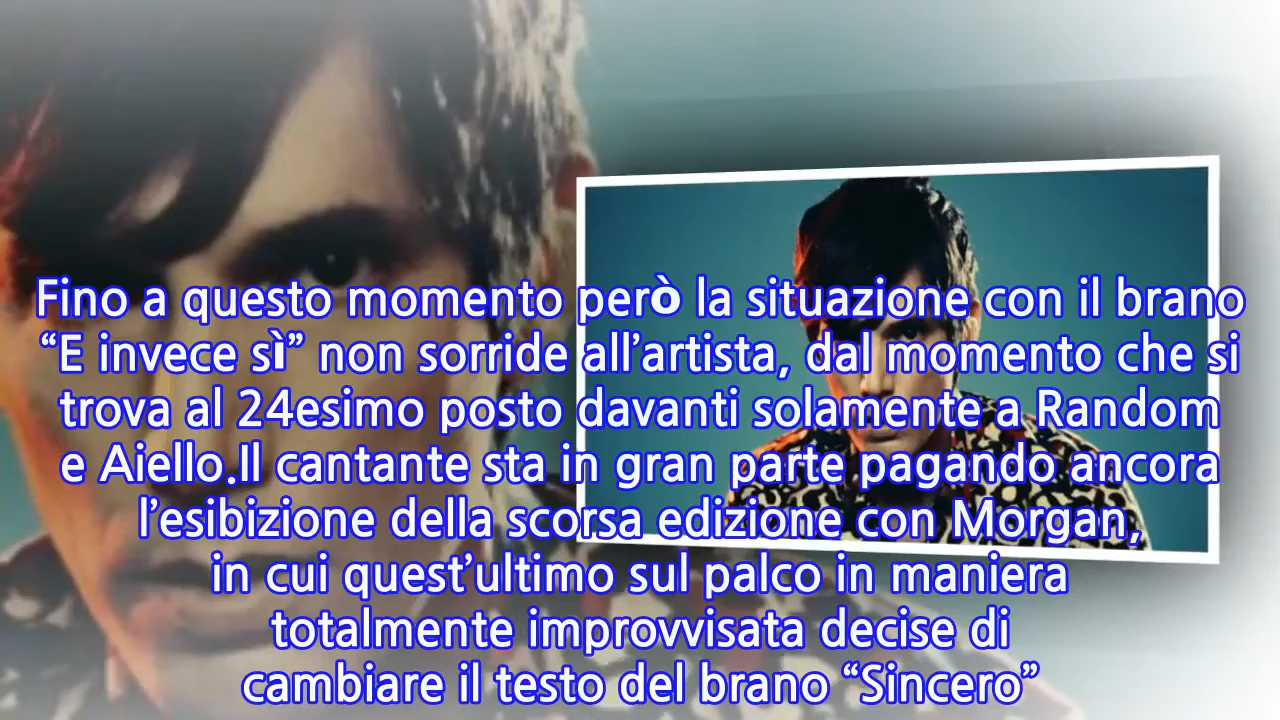 Fino a questo momento però la situazione con il brano
“E invece sì” non sorride all’artista, dal momento che si
trova al 24esimo posto davanti solamente a Random
e Aiello.Il cantante sta in gran parte pagando ancora
l’esibizione della scorsa edizione con Morgan,
in cui quest’ultimo sul palco in maniera
totalmente improvvisata decise di
cambiare il testo del brano “Sincero”